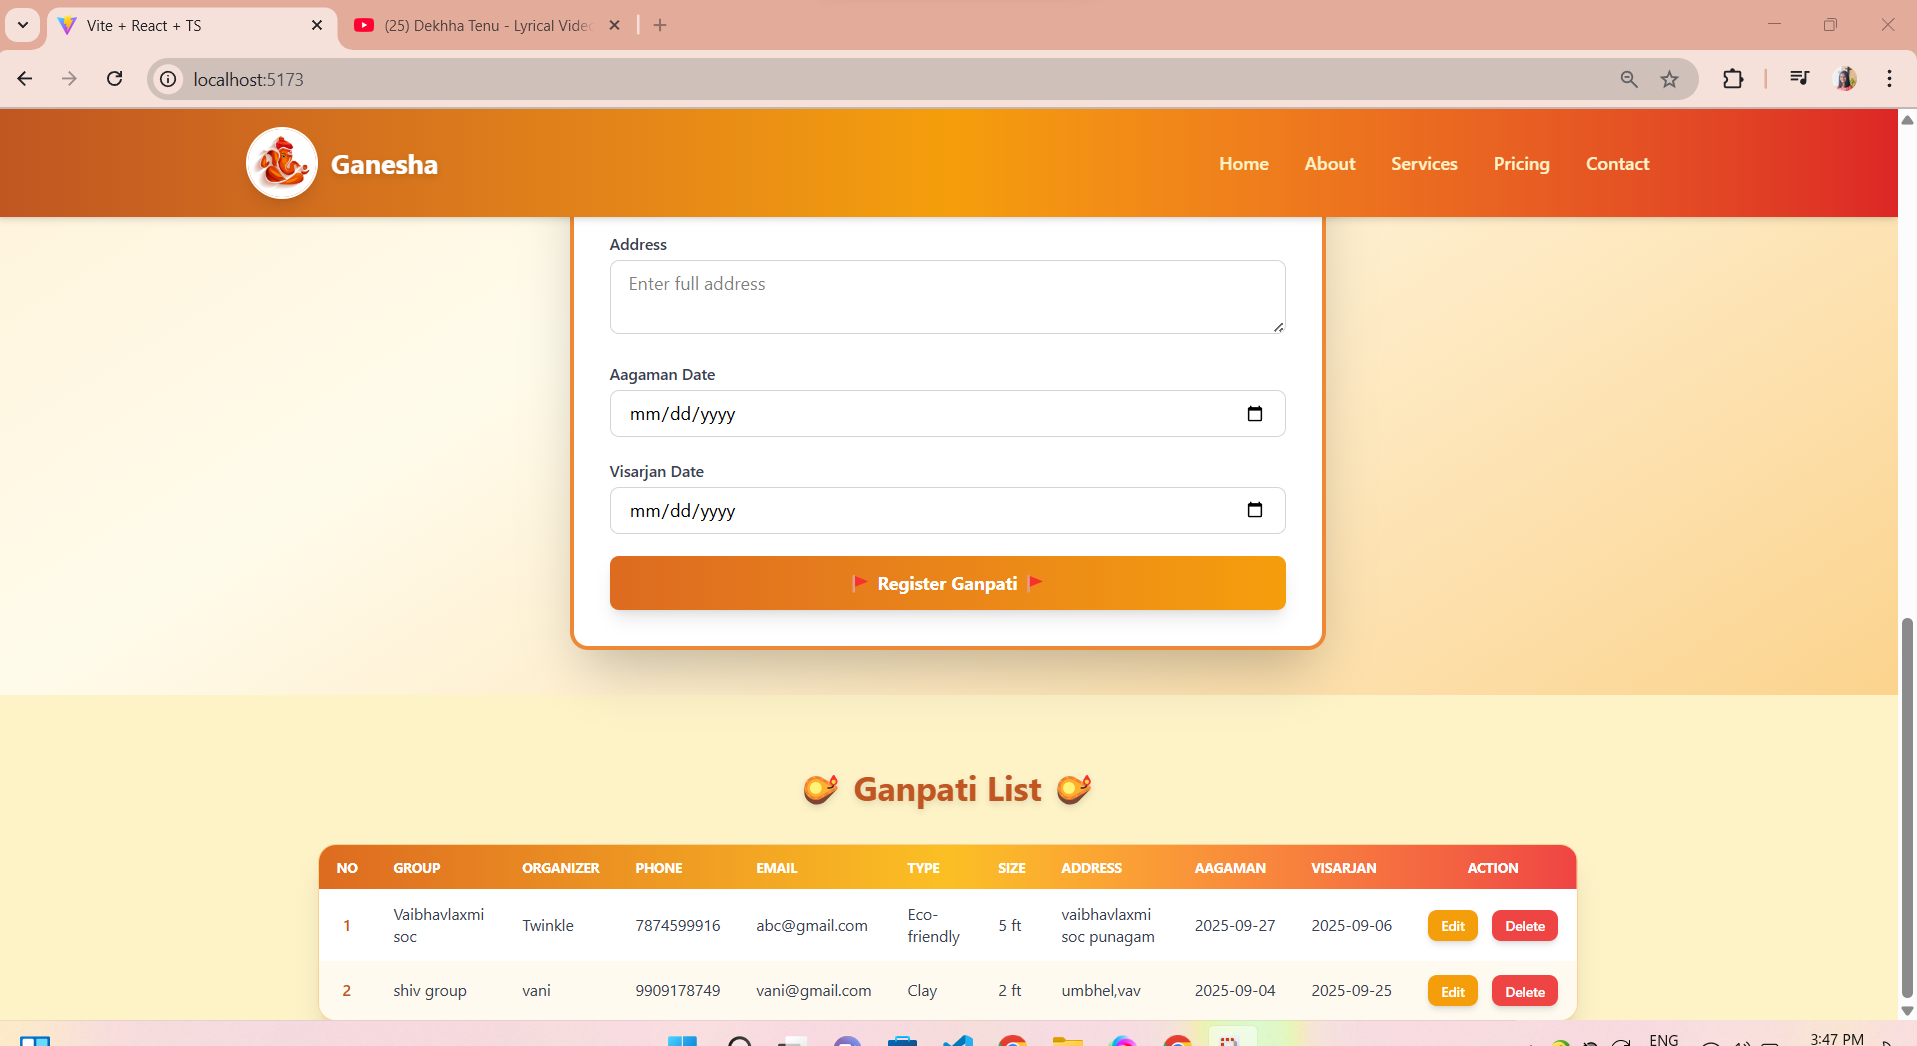 Vite + React + TS
(25) Dekhha Tenu - Lyrical Vide
localhost:5173
Ganesha
Home About Services Pricing Contact
Address
Enter full address
Aagaman Date
mm/dd/yyyy
Visarjan Date
mm/dd/yyyy
Register Ganpati
Ganpati List
NO GROUP ORGANIZER PHONE EMAIL TYPE SIZE ADDRESS AAGAMAN VISARJAN ACTION
1 Vaibhavlaxmi soc Twinkle 7874599916 abc@gmail.com Eco-friendly 5 ft vaibhavlaxmi soc punagam 2025-09-27 2025-09-06 Edit Delete
2 shiv group vani 9909178749 vani@gmail.com Clay 2 ft umbhel,vav 2025-09-04 2025-09-25 Edit Delete
ENG
3:47 PM